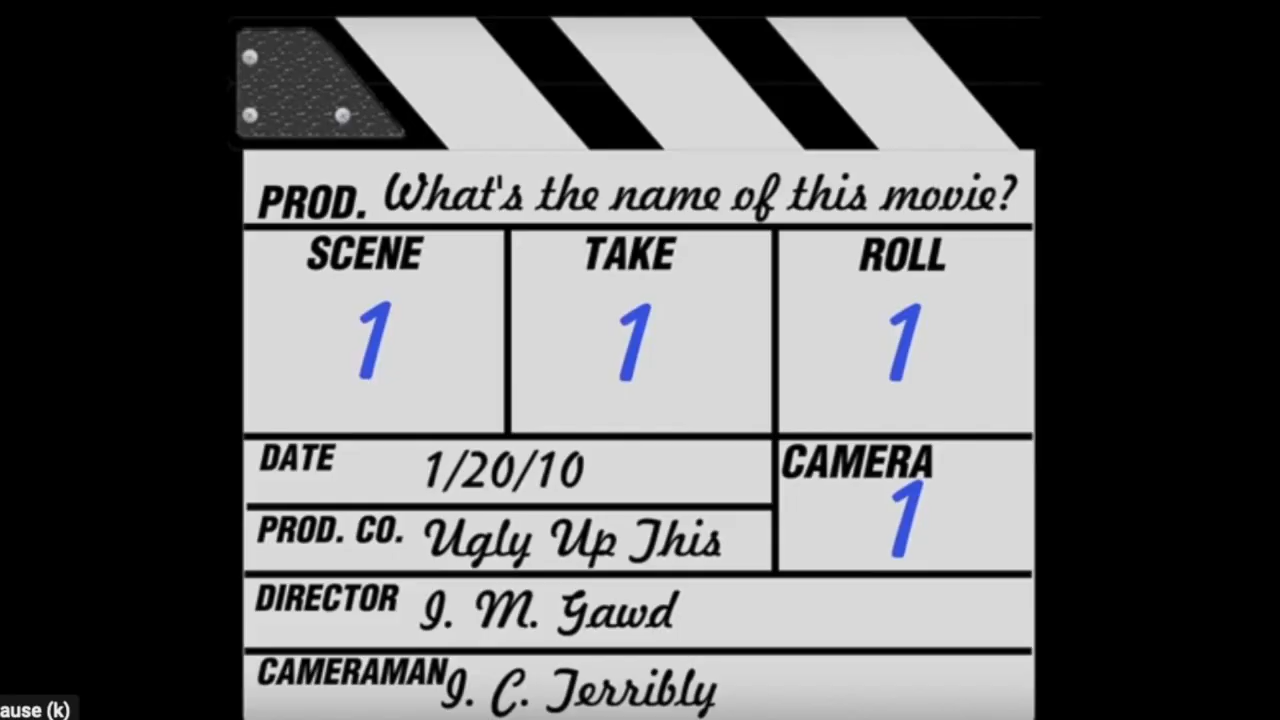 PROD. What's the name of this movie?
SCENE TAKE ROLL
1 1 1
DATE 1/20/10
CAMERA
1
PROD. CO. Ugly Up This
DIRECTOR I. M. Gawd
CAMERAMAN I. C. Terribly
ause (k)